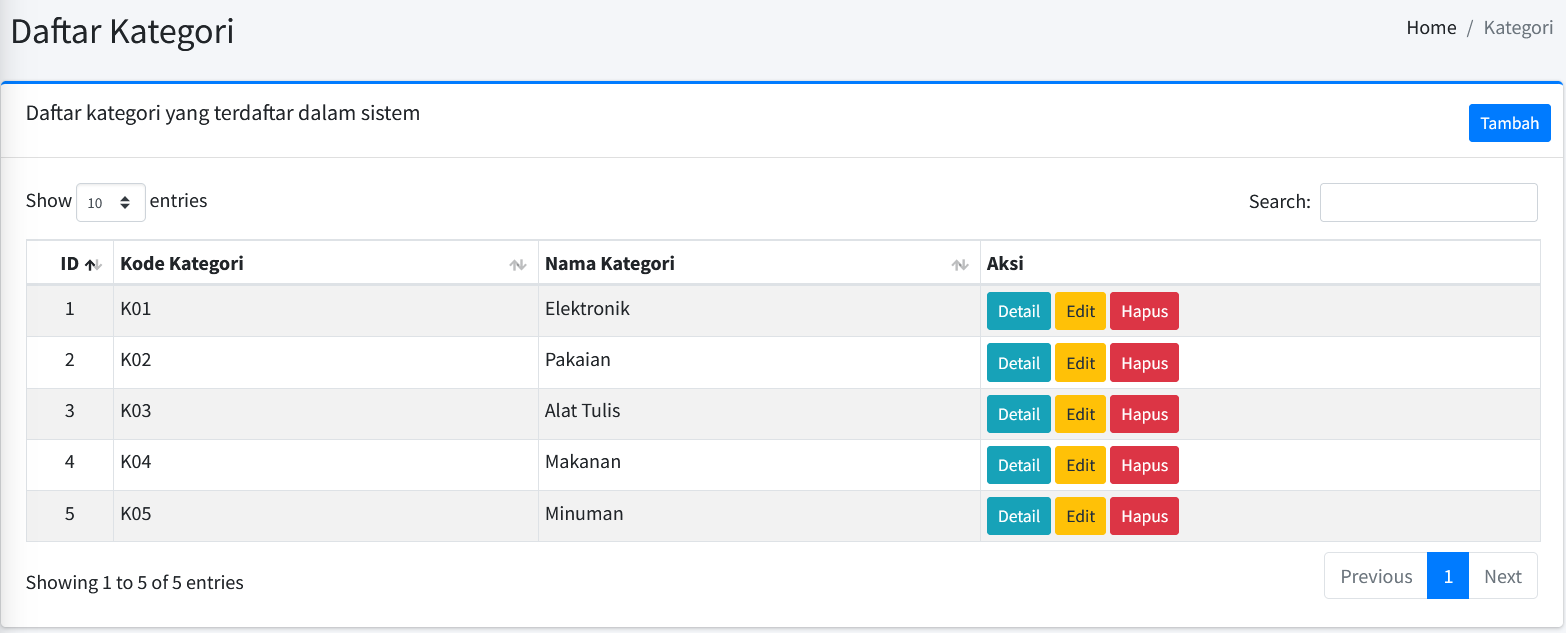 Daftar Kategori
Home / Kategori
Daftar kategori yang terdaftar dalam sistem
Tambah
Show 10 entries
Search:
ID Kode Kategori Nama Kategori Aksi
1 K01 Elektronik Detail Edit Hapus
2 K02 Pakaian Detail Edit Hapus
3 K03 Alat Tulis Detail Edit Hapus
4 K04 Makanan Detail Edit Hapus
5 K05 Minuman Detail Edit Hapus
Showing 1 to 5 of 5 entries
Previous 1 Next